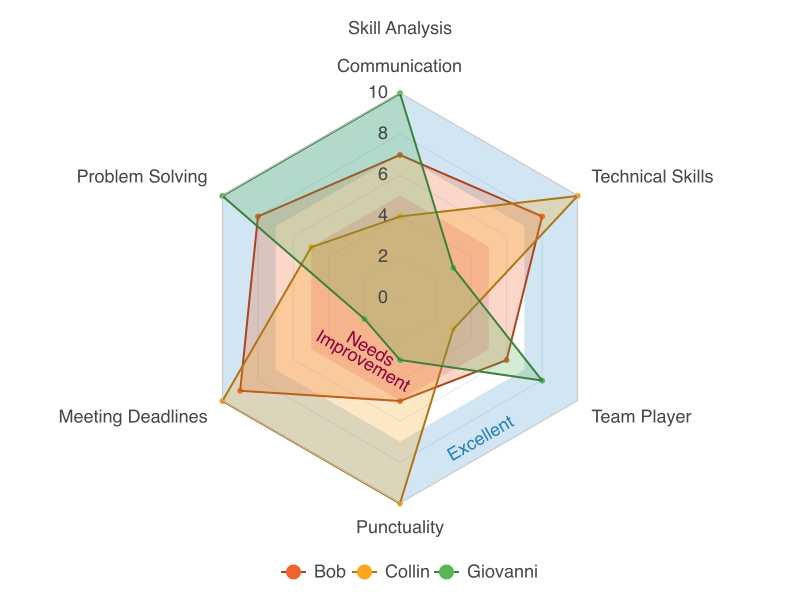 Skill Analysis
Communication
10
8
6
4
2
0
Problem Solving
Technical Skills
Needs
Improvement
Meeting Deadlines
Team Player
Excellent
Punctuality
Bob
Collin
Giovanni